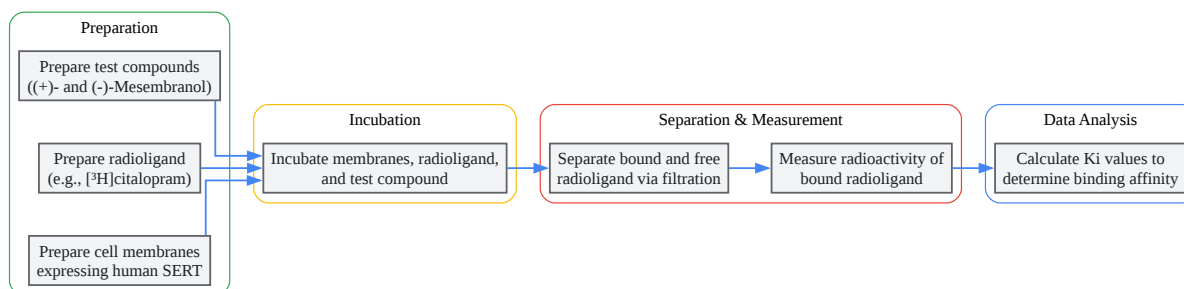 Preparation
Prepare test compounds
((+)- and (-)-Mesembranol)
Prepare radioligand
(e.g., [³H]citalopram)
Prepare cell membranes
expressing human SERT
Incubation
Incubate membranes, radioligand,
and test compound
Separation & Measurement
Separate bound and free
radioligand via filtration
Measure radioactivity of
bound radioligand
Data Analysis
Calculate Ki values to
determine binding affinity